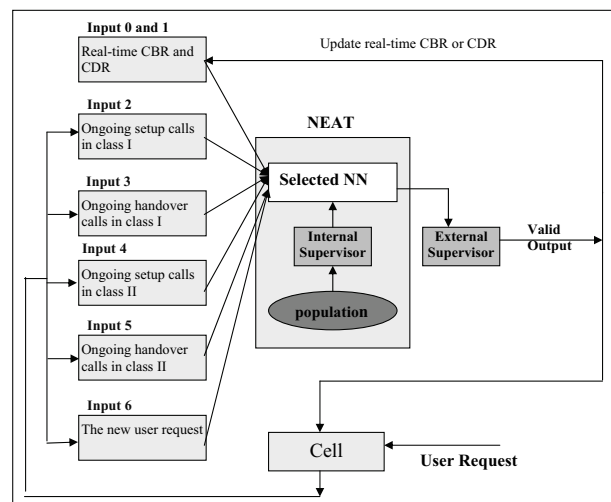 Input 0 and 1
Real-time CBR and
CDR
Update real-time CBR or CDR
Input 2
Ongoing setup calls
in class I
NEAT
Input 3
Ongoing handover
calls in class I
Selected NN
Input 4
Ongoing setup calls
in class II
Internal
Supervisor
External
Supervisor
Valid
Output
population
Input 5
Ongoing handover
calls in class II
Input 6
The new user request
Cell
User Request